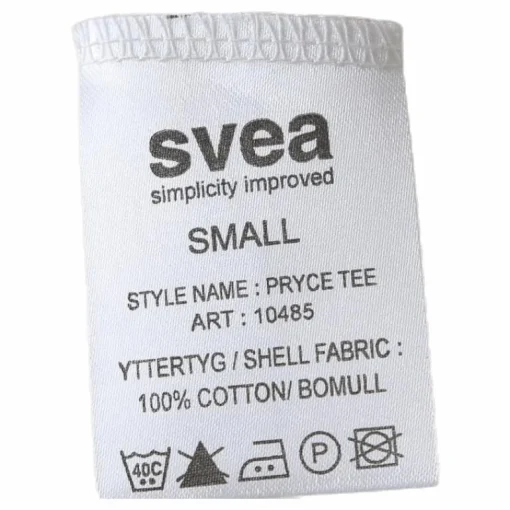 svea
simplicity improved
SMALL
STYLE NAME : PRYCE TEE
ART : 10485
YTTERTYG / SHELL FABRIC :
100% COTTON/ BOMULL
40C P